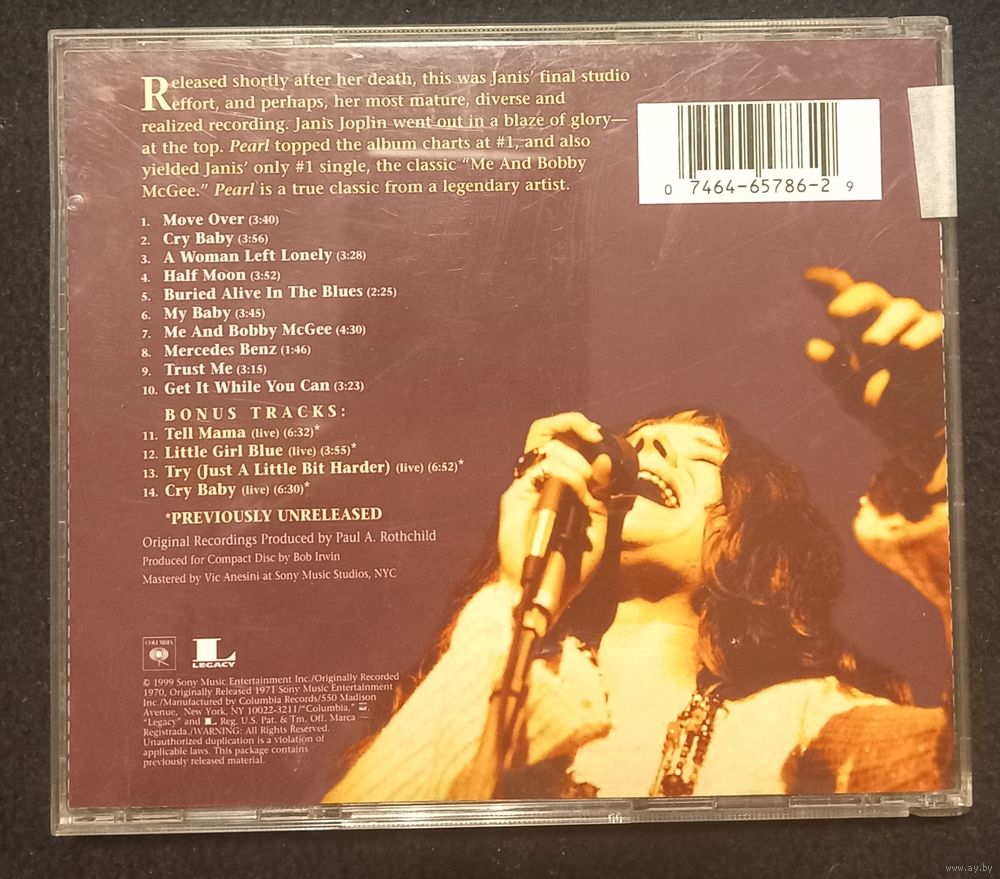 Released shortly after her death, this was Janis' final studio
effort, and perhaps, her most mature, diverse and
realized recording. Janis Joplin went out in a blaze of glory—
at the top. Pearl topped the album charts at #1, and also
yielded Janis' only #1 single, the classic "Me And Bobby
McGee." Pearl is a true classic from a legendary artist.
0 7464-65786-2 9
1. Move Over (3:40)
2. Cry Baby (3:56)
3. A Woman Left Lonely (3:28)
4. Half Moon (3:52)
5. Buried Alive In The Blues (2:25)
6. My Baby (3:45)
7. Me And Bobby McGee (4:30)
8. Mercedes Benz (1:46)
9. Trust Me (3:15)
10. Get It While You Can (3:23)
BONUS TRACKS:
11. Tell Mama (live) (6:32)*
12. Little Girl Blue (live) (3:55)*
13. Try (Just A Little Bit Harder) (live) (6:52)*
14. Cry Baby (live) (6:30)*
*PREVIOUSLY UNRELEASED
Original Recordings Produced by Paul A. Rothchild
Produced for Compact Disc by Bob Irwin
Mastered by Vic Anesini at Sony Music Studios, NYC
COLUMBIA
L
LEGACY
© 1999 Sony Music Entertainment Inc./Originally Recorded
1970, Originally Released 1971 Sony Music Entertainment
Inc./Manufactured by Columbia Records/550 Madison
Avenue, New York, NY 10022-3211/"Columbia,"
"Legacy" and L Reg. U.S. Pat. & Tm. Off. Marca
Registrada./WARNING: All Rights Reserved.
Unauthorized duplication is a violation of
applicable laws. This package contains
previously released material.
www.ay.by